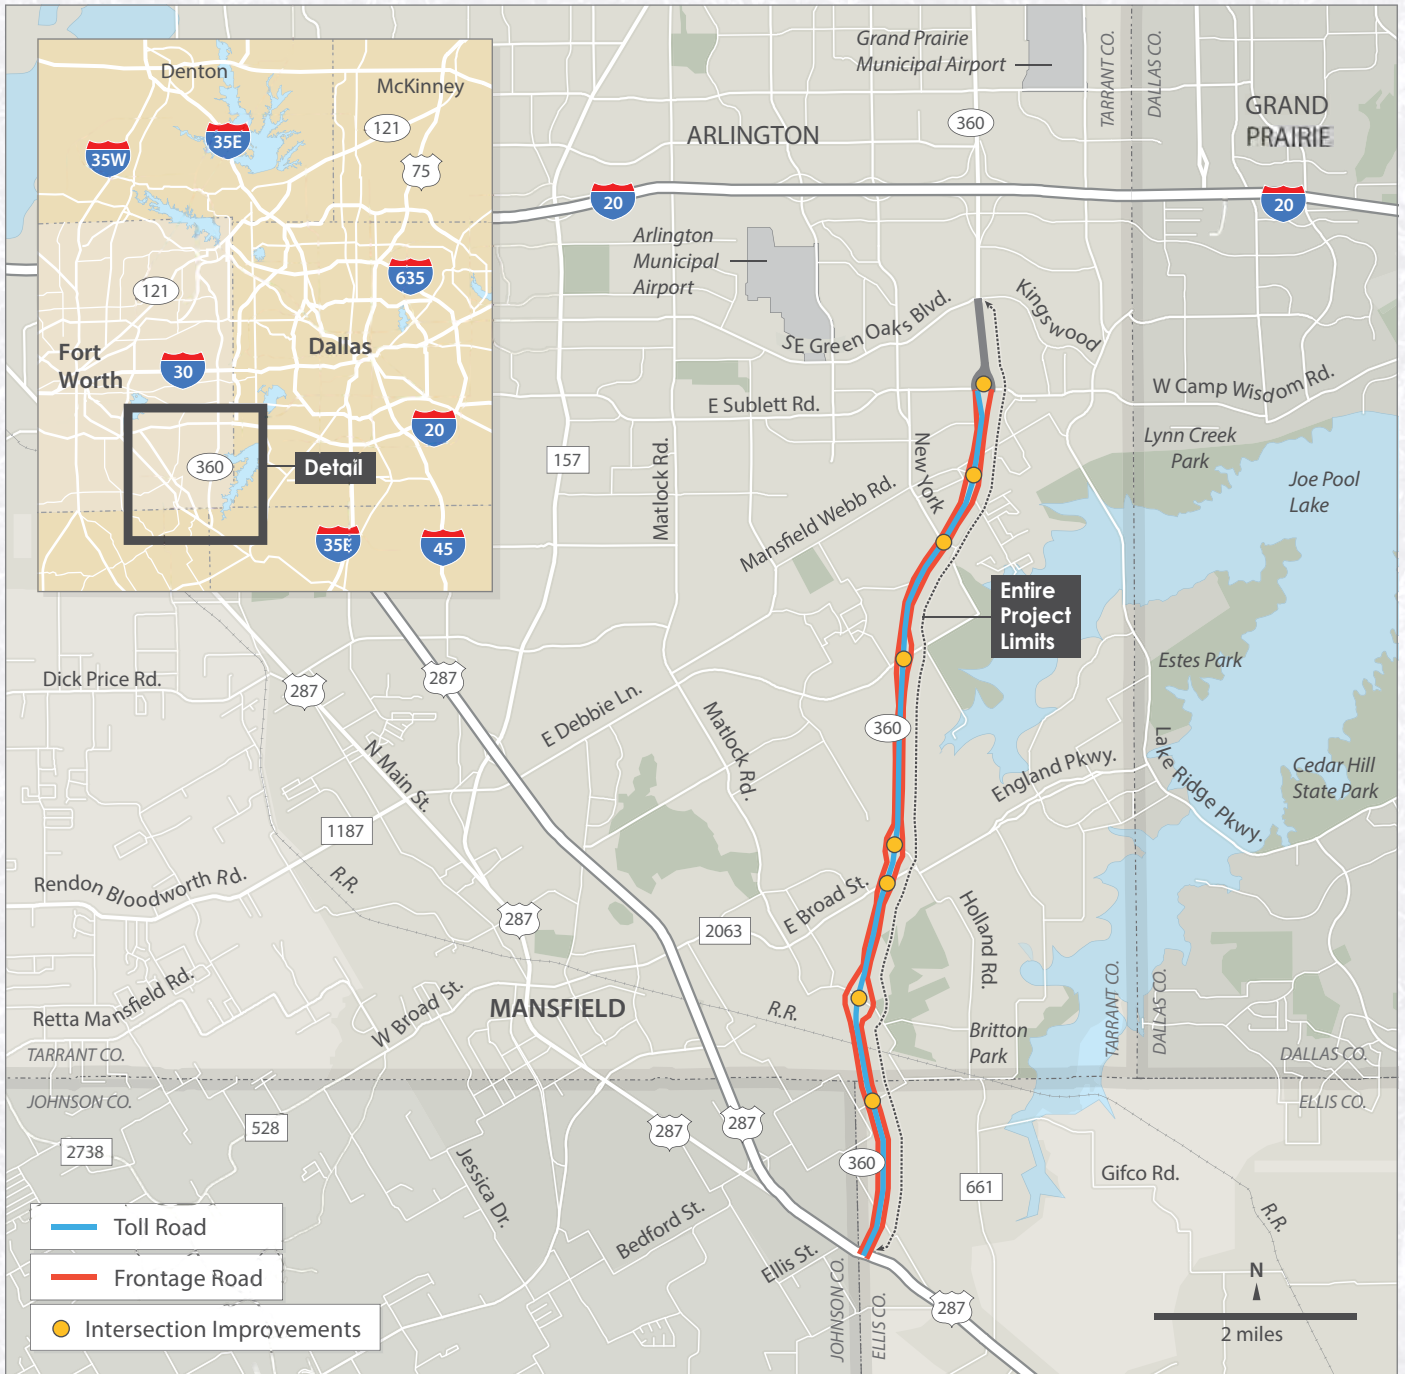 Denton
McKinney
121
35E
35W
75
121
635
Fort
Worth
Dallas
30
20
360
Detail
35E
45
Grand Prairie
Municipal Airport
TARRANT CO.
DALLAS CO.
GRAND
PRAIRIE
360
ARLINGTON
20
20
Arlington
Municipal
Airport
SE Green Oaks Blvd.
Kingswood
W Camp Wisdom Rd.
E Sublett Rd.
Lynn Creek
Park
Joe Pool
Lake
157
Matlock Rd.
New York
Mansfield Webb Rd.
Entire
Project
Limits
Estes Park
Dick Price Rd.
287
287
E Debbie Ln.
Matlock Rd.
360
N Main St.
England Pkwy.
Lake Ridge Pkwy.
Cedar Hill
State Park
1187
Rendon Bloodworth Rd.
R.R.
287
2063
E Broad St.
Holland Rd.
Retta Mansfield Rd.
W Broad St.
MANSFIELD
R.R.
Britton
Park
TARRANT CO.
DALLAS CO.
TARRANT CO.
JOHNSON CO.
DALLAS CO.
ELLIS CO.
528
2738
287
287
360
661
Gifco Rd.
R.R.
Jessica Dr.
Bedford St.
Ellis St.
JOHNSON CO.
ELLIS CO.
287
Toll Road
Frontage Road
Intersection Improvements
N
2 miles